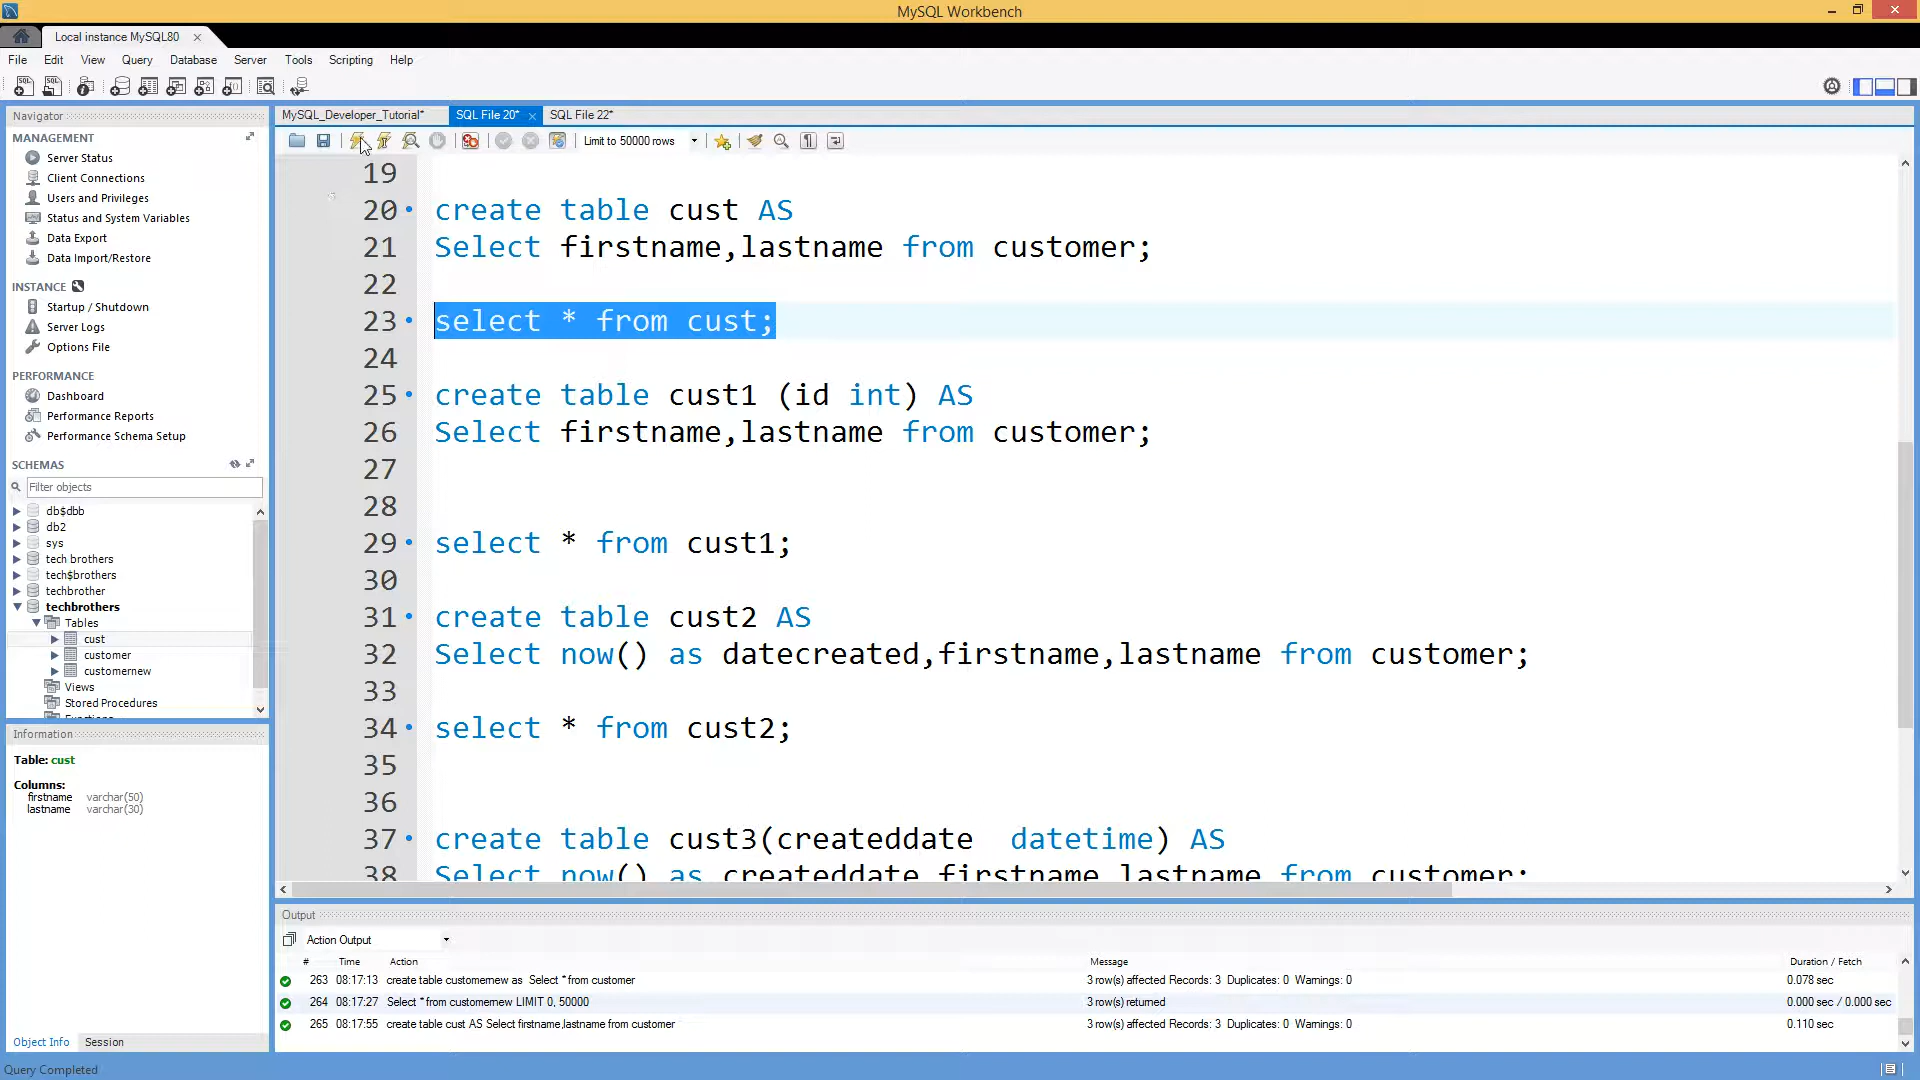 MySQL Workbench
Local instance MySQL80
File Edit View Query Database Server Tools Scripting Help
Navigator
MANAGEMENT
Server Status
Client Connections
Users and Privileges
Status and System Variables
Data Export
Data Import/Restore
INSTANCE
Startup / Shutdown
Server Logs
Options File
PERFORMANCE
Dashboard
Performance Reports
Performance Schema Setup
SCHEMAS
Filter objects
db$dbb
db2
sys
tech brothers
tech$brothers
techbrother
techbrothers
Tables
cust
customer
customernew
Views
Stored Procedures
Functions
Information
Table: cust
Columns:
firstname varchar(50)
lastname varchar(30)
Object Info Session
MySQL_Developer_Tutorial* SQL File 20* SQL File 22*
Limit to 50000 rows
19
20 create table cust AS
21 Select firstname,lastname from customer;
22
23 select * from cust;
24
25 create table cust1 (id int) AS
26 Select firstname,lastname from customer;
27
28
29 select * from cust1;
30
31 create table cust2 AS
32 Select now() as datecreated,firstname,lastname from customer;
33
34 select * from cust2;
35
36
37 create table cust3(createddate  datetime) AS
38 Select now() as createddate,firstname,lastname from customer;
Output
Action Output
# Time Action Message Duration / Fetch
263 08:17:13 create table customernew as  Select * from customer 3 row(s) affected Records: 3  Duplicates: 0  Warnings: 0 0.078 sec
264 08:17:27 Select * from customernew LIMIT 0, 50000 3 row(s) returned 0.000 sec / 0.000 sec
265 08:17:55 create table cust AS Select firstname,lastname from customer 3 row(s) affected Records: 3  Duplicates: 0  Warnings: 0 0.110 sec
Query Completed